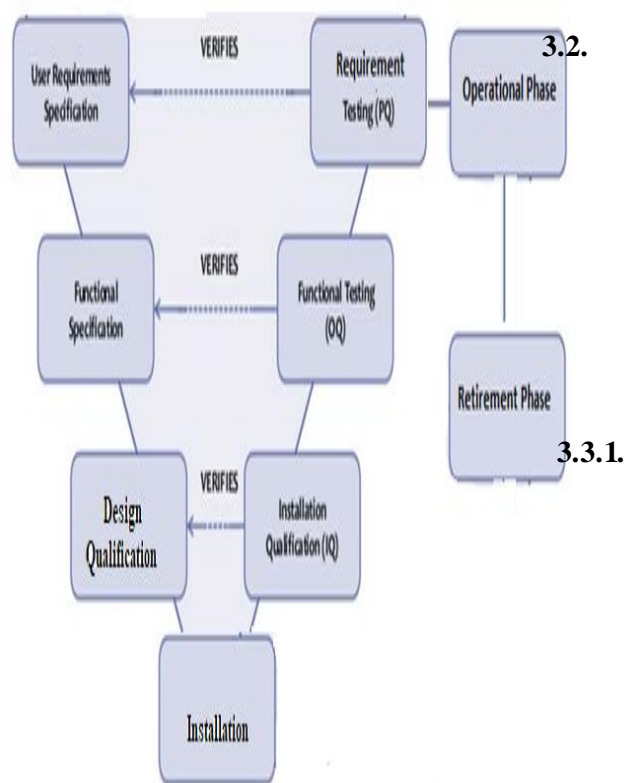 3.2.
VERIFIES
User Requirements
Specification
Requirement
Testing (PQ)
Operational Phase
VERIFIES
Functional
Specification
Functional Testing
(OQ)
Retirement Phase
3.3.1.
VERIFIES
Design
Qualification
Installation
Qualification (IQ)
Installation